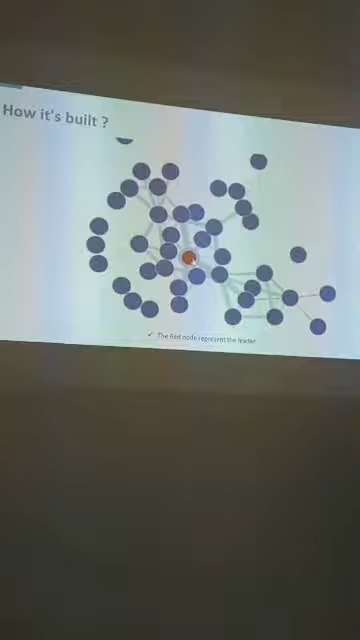 How it's built ?
✓ The Red node represent the leader